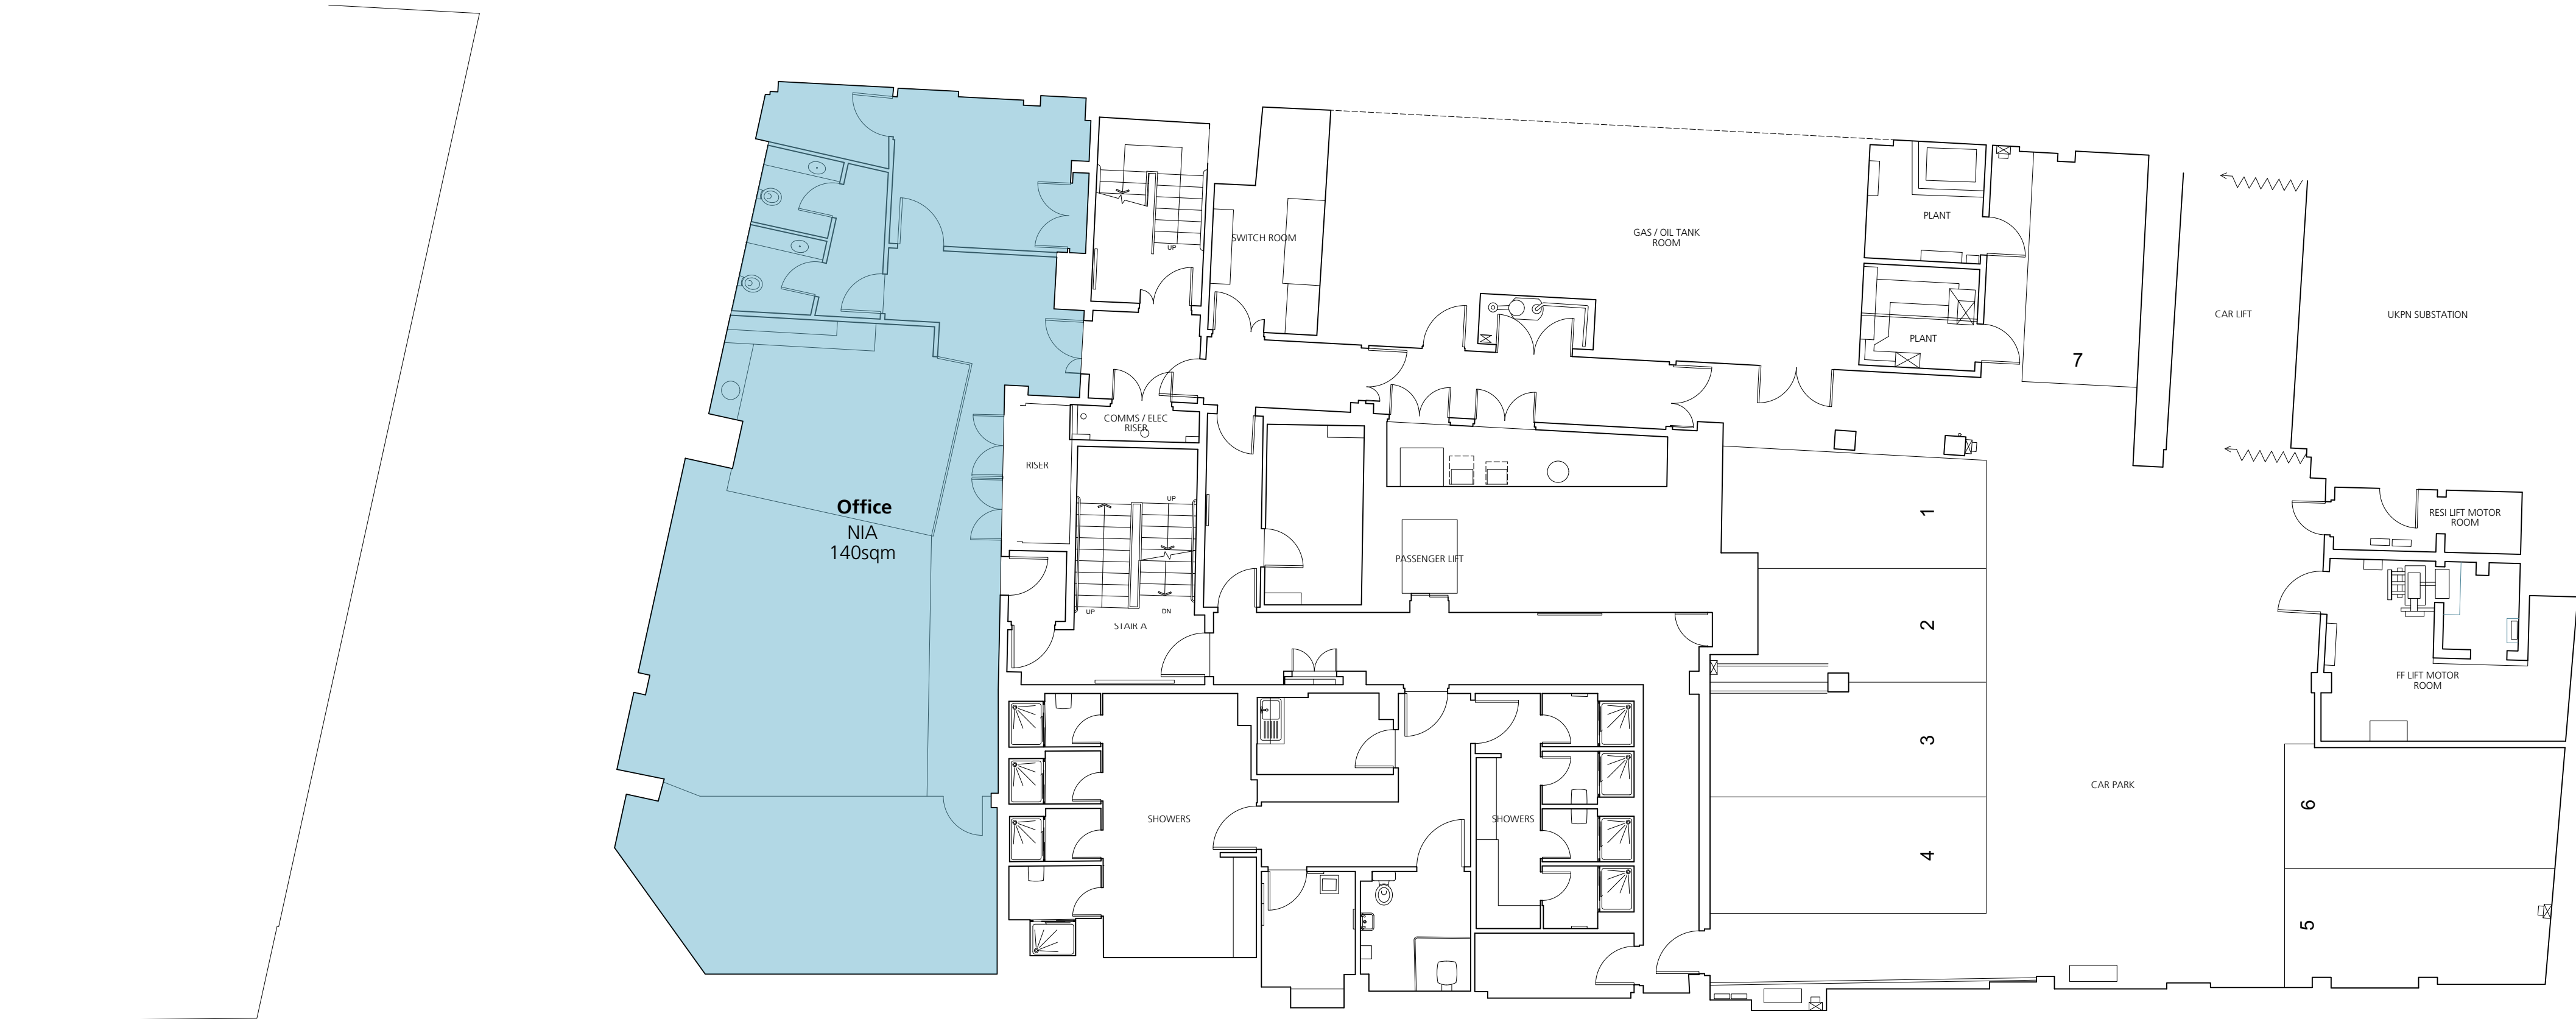 UP
SWITCH ROOM
GAS / OIL TANK
ROOM
PLANT
PLANT
7
CAR LIFT
UKPN SUBSTATION
COMMS / ELEC
RISER
RISER
Office
NIA
140sqm
UP
UP
DN
STAIR A
PASSENGER LIFT
1
2
3
4
RESI LIFT MOTOR
ROOM
FF LIFT MOTOR
ROOM
SHOWERS
SHOWERS
CAR PARK
6
5